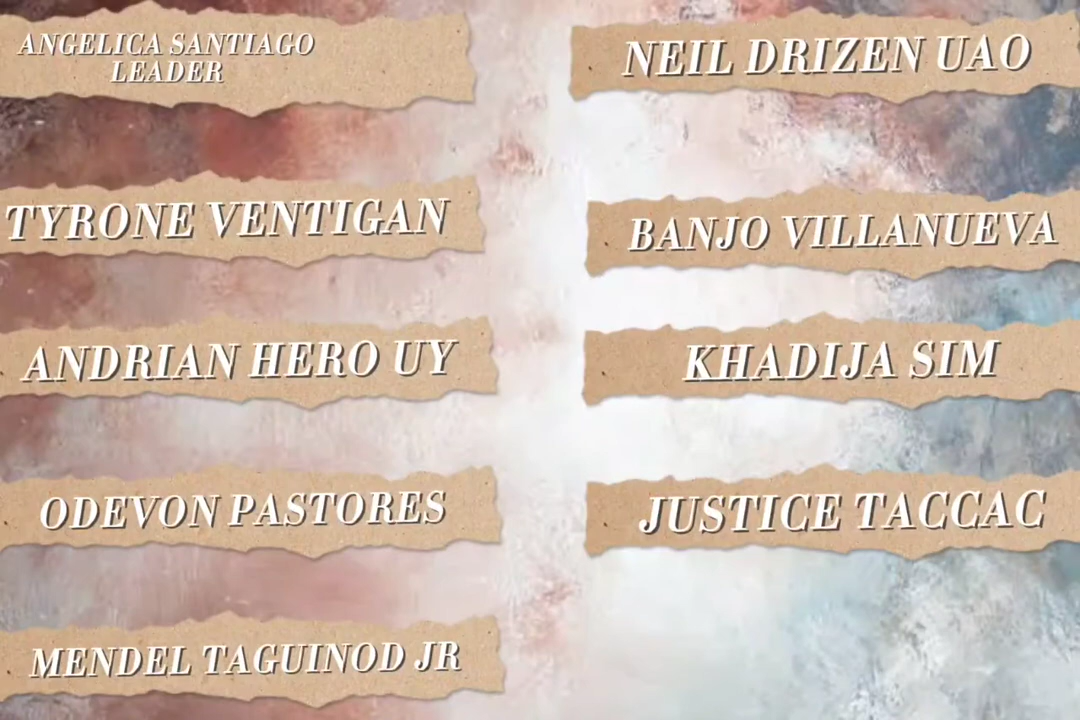 ANGELICA SANTIAGO
LEADER
TYRONE VENTIGAN
ANDRIAN HERO UY
ODEVON PASTORES
MENDEL TAGUINOD JR
NEIL DRIZEN UAO
BANJO VILLANUEVA
KHADIJA SIM
JUSTICE TACCAC